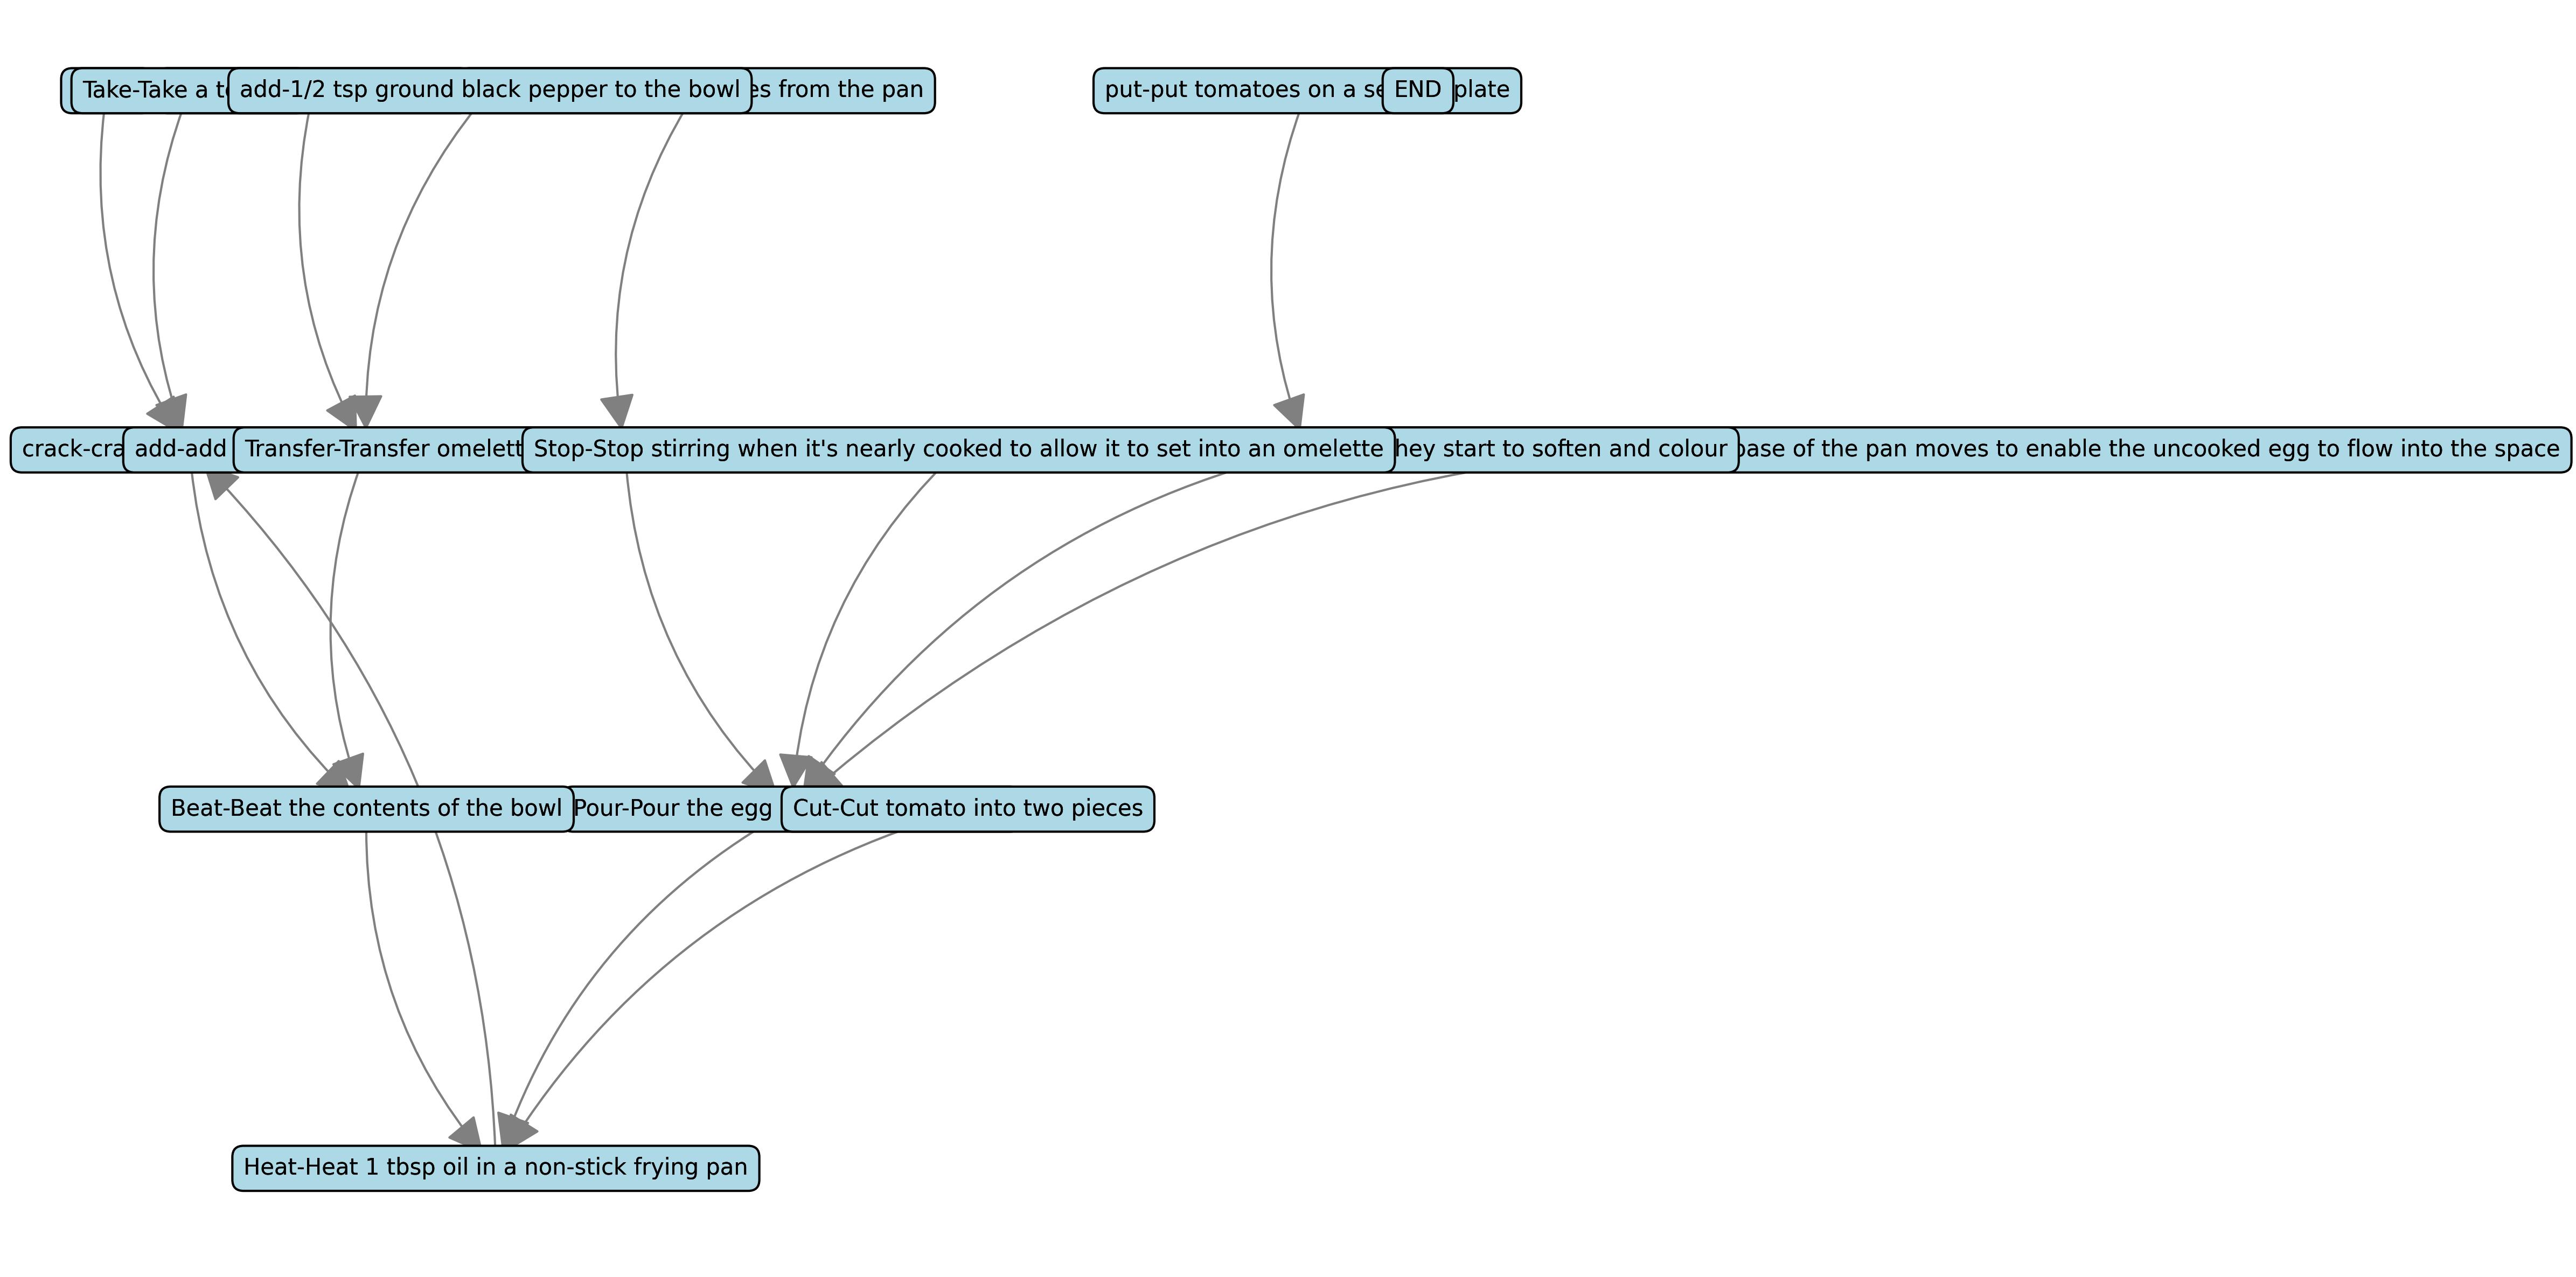 Take-Take a
add-1/2 tsp ground black pepper to the bowl
es from the pan
put-put tomatoes on a se
END
plate
crack-cra
add-add
Transfer-Transfer omelett
Stop-Stop stirring when it's nearly cooked to allow it to set into an omelette
hey start to soften and colour
base of the pan moves to enable the uncooked egg to flow into the space
Beat-Beat the contents of the bowl
Pour-Pour the egg
Cut-Cut tomato into two pieces
Heat-Heat 1 tbsp oil in a non-stick frying pan